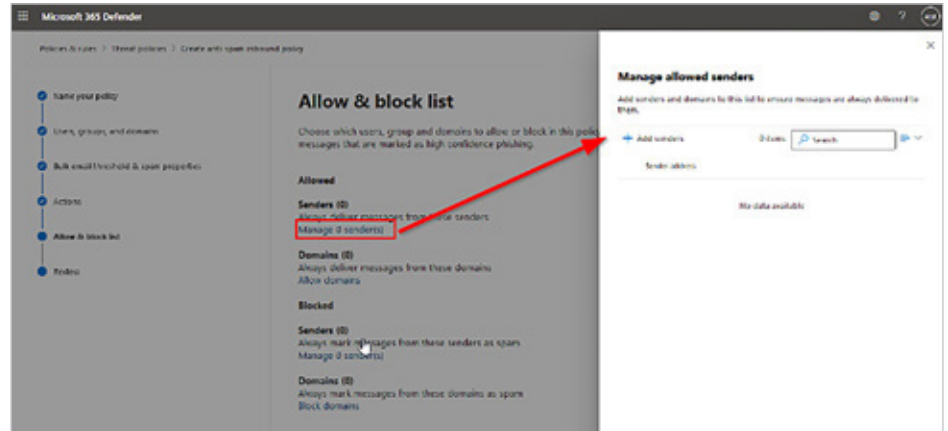 Microsoft 365 Defender
?
Policies & rules > Threat policies > Create anti-spam inbound policy
Name your policy
Users, groups, and domains
Bulk email threshold & spam properties
Actions
Allow & block list
Review
Allow & block list
Choose which users, group and domains to allow or block in this policy
messages that are marked as high confidence phishing.
Allowed
Senders (0)
Always deliver messages from these senders
Manage 0 sender(s)
Domains (0)
Always deliver messages from these domains
Allow domains
Blocked
Senders (0)
Always mark messages from these senders as spam
Manage 0 sender(s)
Domains (0)
Always mark messages from these domains as spam
Block domains
Manage allowed senders
Add senders and domains to this list to ensure messages are always delivered to
them.
Add senders
0 items
Search
Sender address
No data available